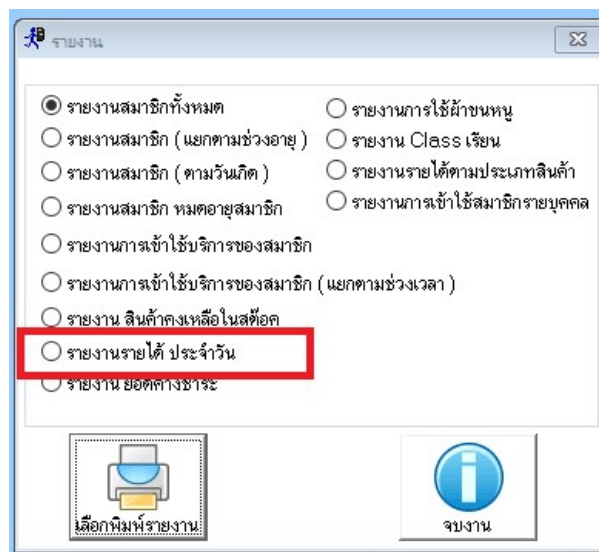 รายงาน
รายงานสมาชิกทั้งหมด
รายงานสมาชิก ( แยกตามช่วงอายุ )
รายงานสมาชิก ( ตามวันเกิด )
รายงานสมาชิก หมดอายุสมาชิก
รายงานการเข้าใช้บริการของสมาชิก
รายงานการเข้าใช้บริการของสมาชิก ( แยกตามช่วงเวลา )
รายงาน สินค้าคงเหลือในสต๊อค
รายงานรายได้ ประจำวัน
รายงาน ยอดค้างชำระ
รายงานการใช้ผ้าขนหนู
รายงาน Class เรียน
รายงานรายได้ตามประเภทสินค้า
รายงานการเข้าใช้สมาชิกรายบุคคล
เลือกพิมพ์รายงาน
จบงาน